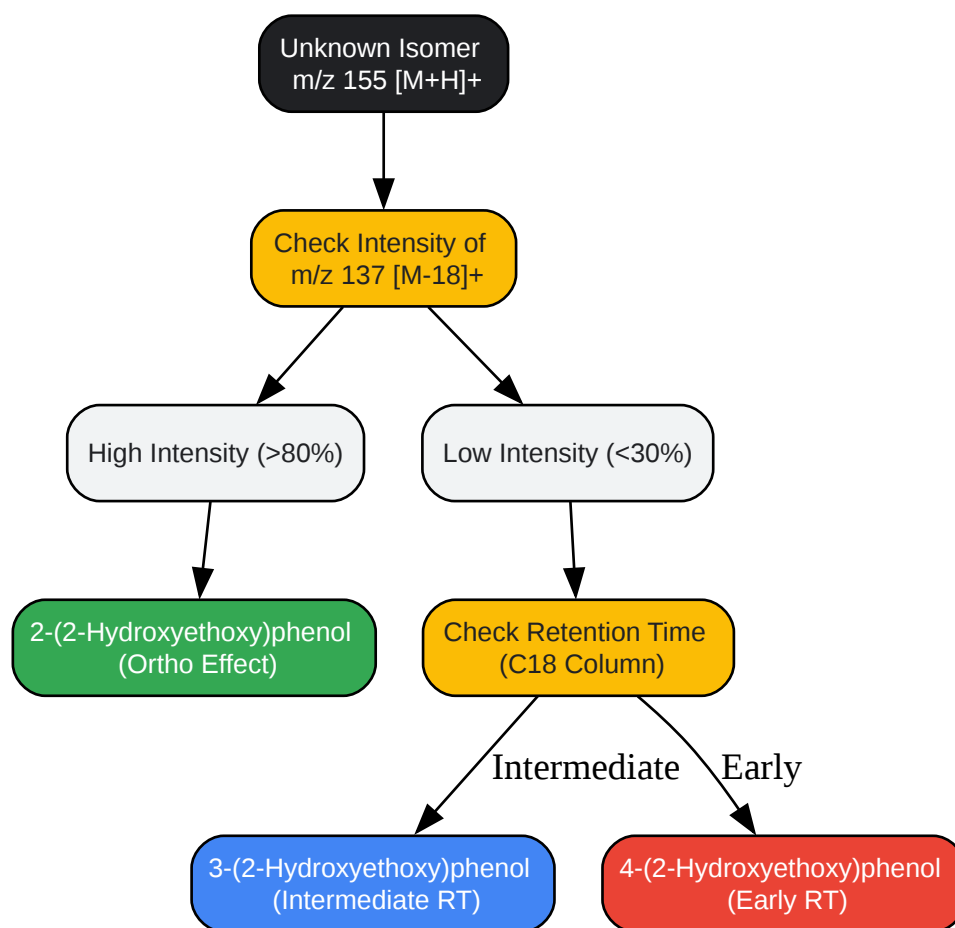 Unknown Isomer
m/z 155 [M+H]+
Check Intensity of
m/z 137 [M-18]+
High Intensity (>80%)
Low Intensity (<30%)
2-(2-Hydroxyethoxy)phenol
(Ortho Effect)
Check Retention Time
(C18 Column)
Intermediate
Early
3-(2-Hydroxyethoxy)phenol
(Intermediate RT)
4-(2-Hydroxyethoxy)phenol
(Early RT)